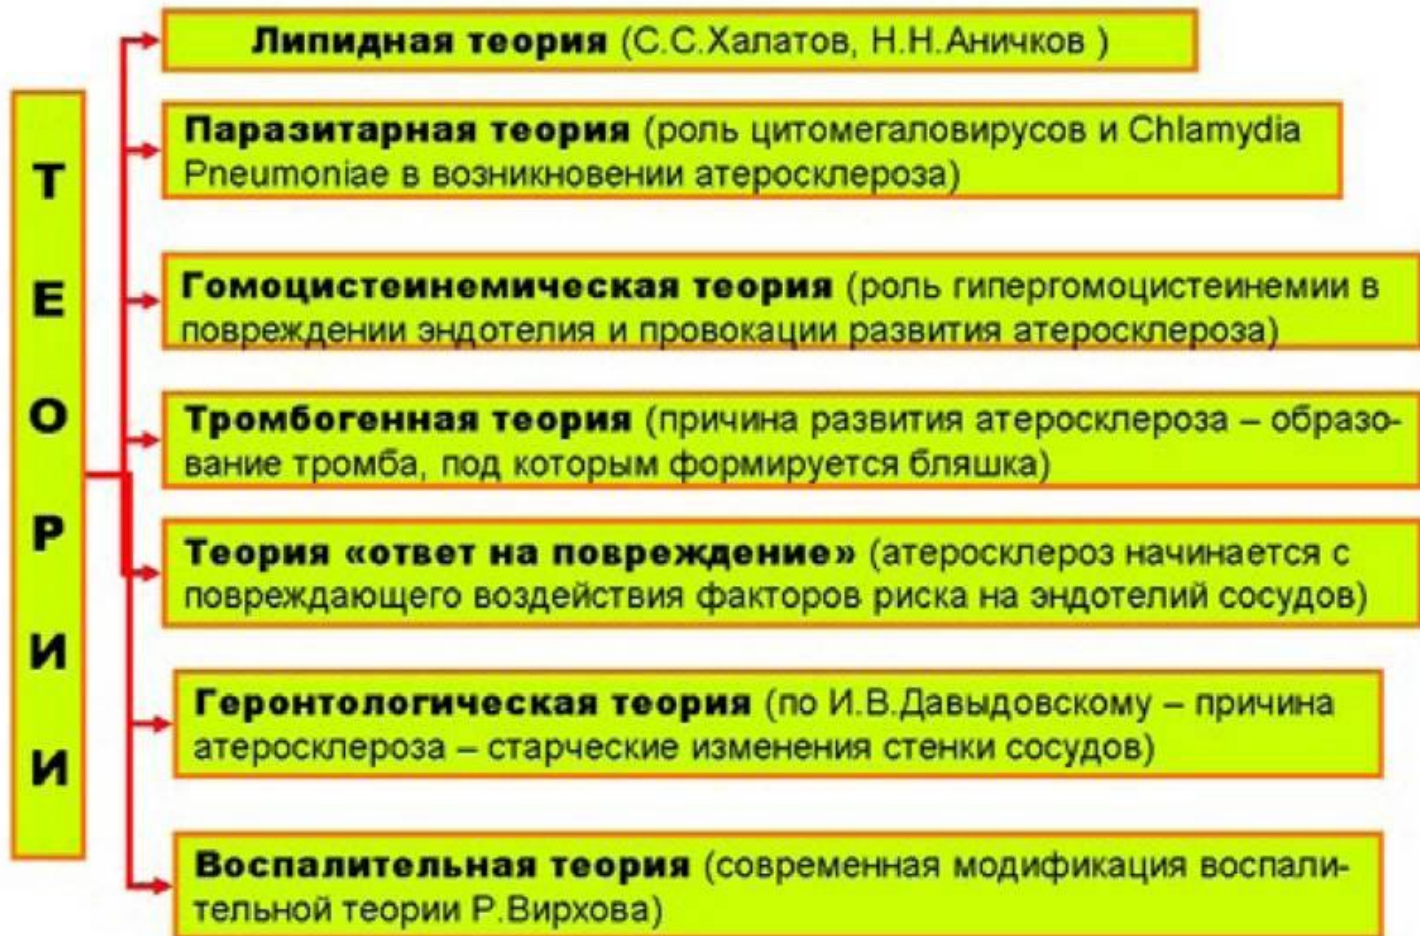 ТЕОРИИ
Липидная теория (С.С.Халатов, Н.Н.Аничков )
Паразитарная теория (роль цитомегаловирусов и Chlamydia
Pneumoniae в возникновении атеросклероза)
Гомоцистеинемическая теория (роль гипергомоцистеинемии в
повреждении эндотелия и провокации развития атеросклероза)
Тромбогенная теория (причина развития атеросклероза – образо-
вание тромба, под которым формируется бляшка)
Теория «ответ на повреждение» (атеросклероз начинается с
повреждающего воздействия факторов риска на эндотелий сосудов)
Геронтологическая теория (по И.В.Давыдовскому – причина
атеросклероза – старческие изменения стенки сосудов)
Воспалительная теория (современная модификация воспали-
тельной теории Р.Вирхова)